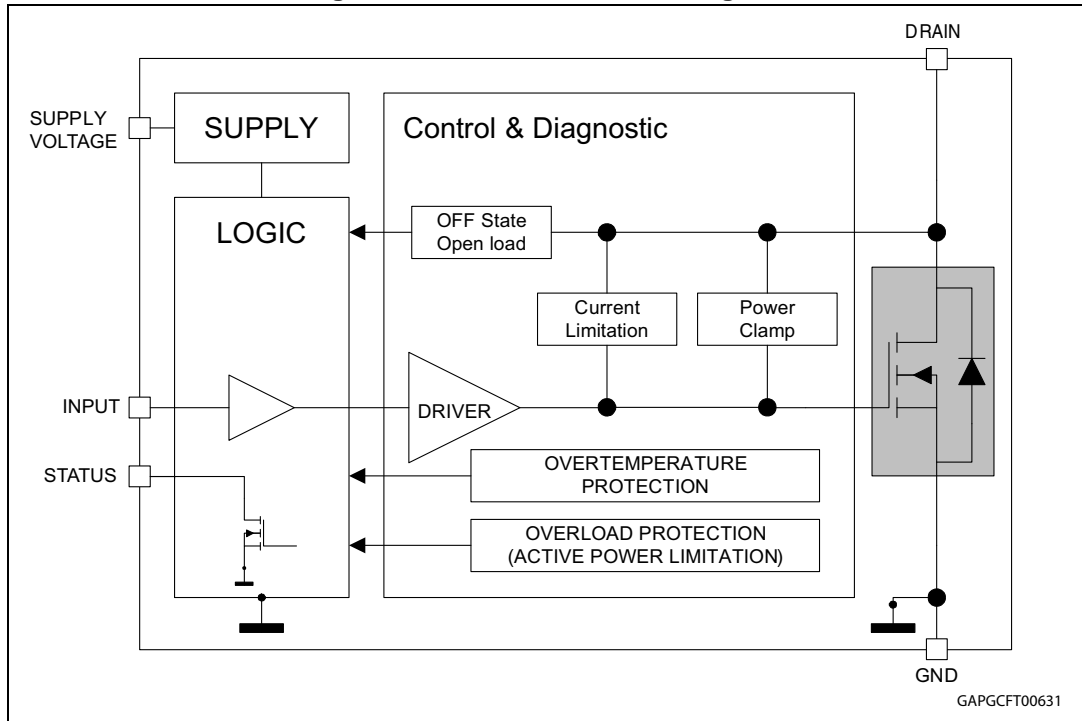 DRAIN
SUPPLY
VOLTAGE
SUPPLY
Control & Diagnostic
LOGIC
OFF State
Open load
Current
Limitation
Power
Clamp
INPUT
DRIVER
STATUS
OVERTEMPERATURE
PROTECTION
OVERLOAD PROTECTION
(ACTIVE POWER LIMITATION)
GND
GAPGCFT00631